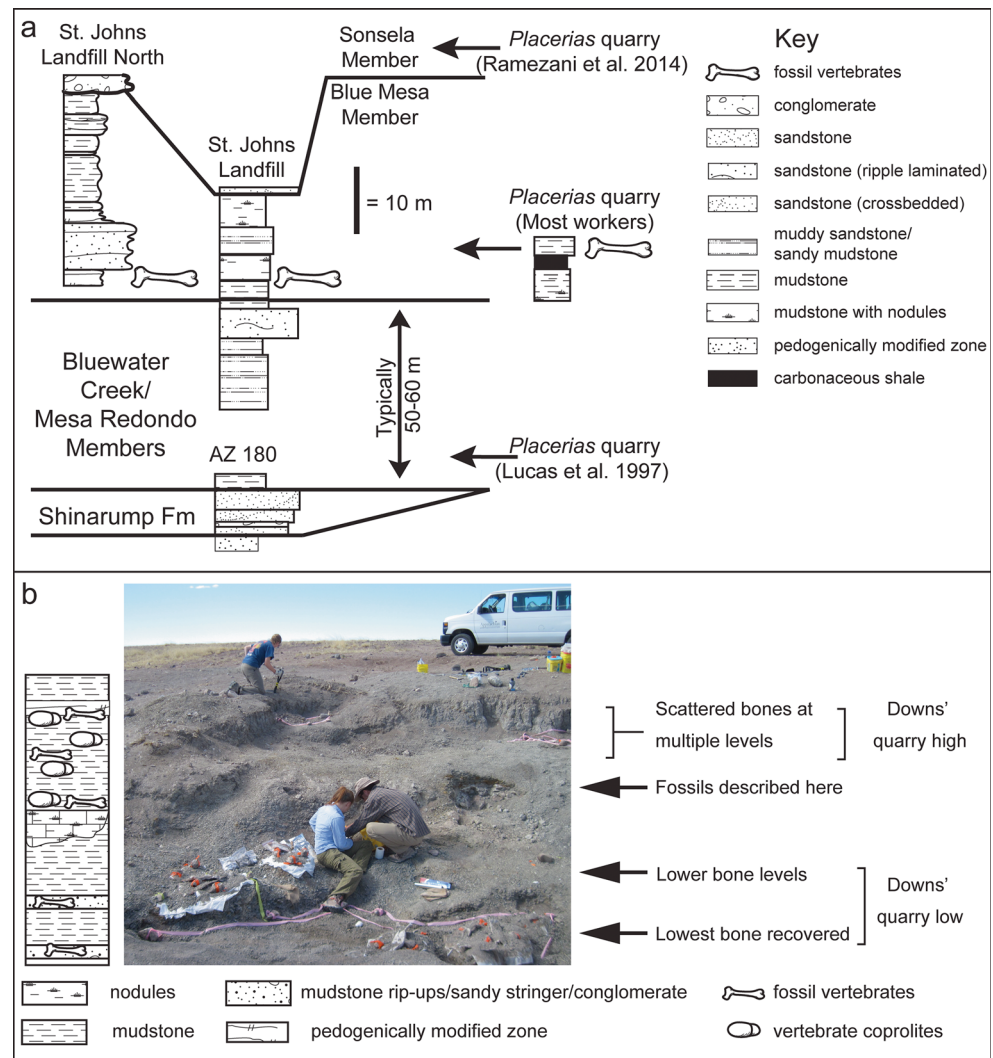 a
St. Johns
Landfill North
Sonsela
Member
Placerias quarry
(Ramezani et al. 2014)
Blue Mesa
Member
St. Johns
Landfill
= 10 m
Placerias quarry
(Most workers)
Bluewater
Creek/
Mesa Redondo
Members
Typically
50-60 m
AZ 180
Placerias quarry
(Lucas et al. 1997)
Shinarump Fm
Key
fossil vertebrates
conglomerate
sandstone
sandstone (ripple laminated)
sandstone (crossbedded)
muddy sandstone/
sandy mudstone
mudstone
mudstone with nodules
pedogenically modified zone
carbonaceous shale
b
Scattered bones at
multiple levels
Downs'
quarry high
Fossils described here
Lower bone levels
Lowest bone recovered
Downs'
quarry low
nodules
mudstone rip-ups/sandy stringer/conglomerate
fossil vertebrates
mudstone
pedogenically modified zone
vertebrate coprolites